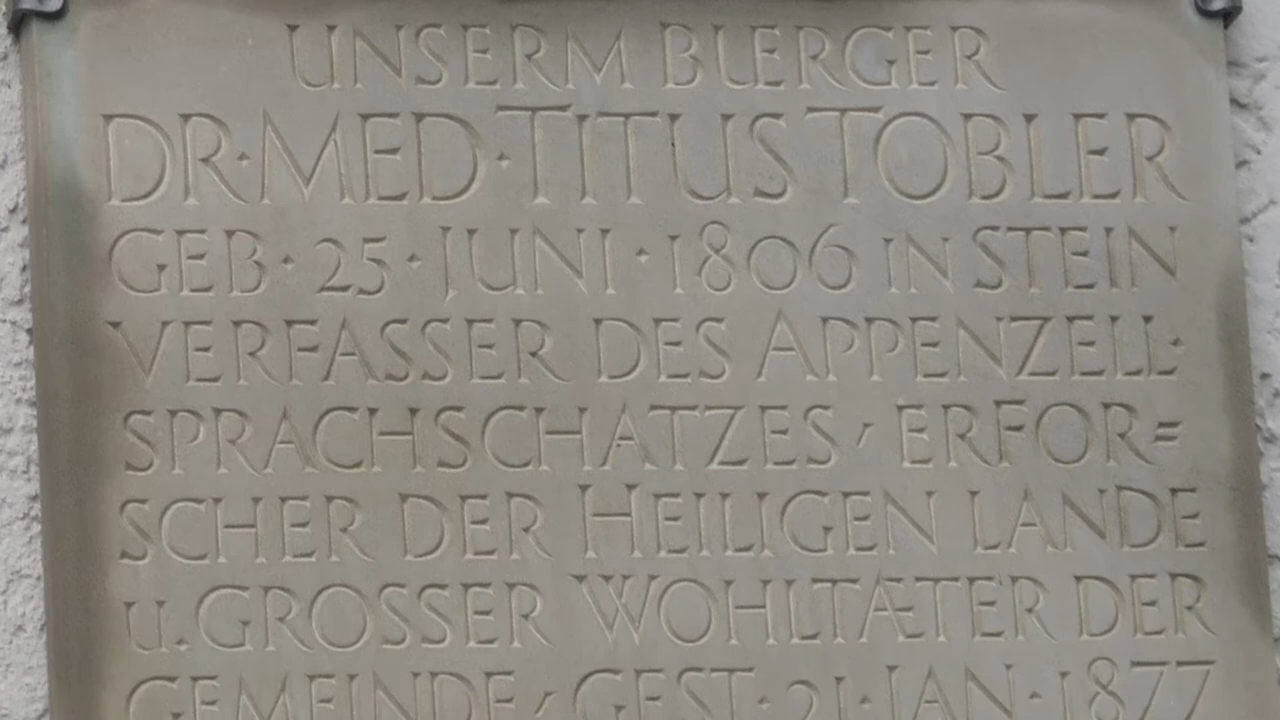 UNSERM BUERGER
DR·MED·TITUS TOBLER
GEB·25·JUNI·1806 IN STEIN
VERFASSER DES APPENZELL·
SPRACHSCHATZES, ERFOR=
SCHER DER HEILIGEN LANDE
u. GROSSER WOHLTÆTER DER
GEMEINDE, GEST·21·JAN·1877